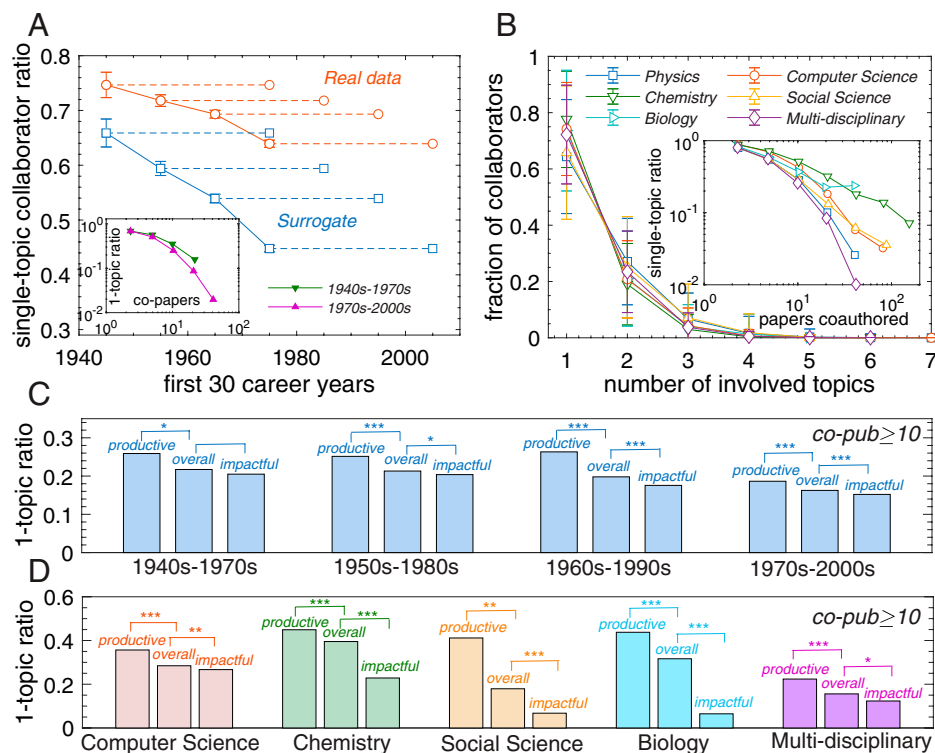 A
single-topic collaborator ratio
0.8
0.7
0.6
0.5
0.4
0.3
Real data
Surrogate
1-topic ratio
10^0
10^-1
10^-2
10^0 10^1 10^2
co-papers
1940s-1970s
1970s-2000s
1940 1960 1980 2000
first 30 career years
B
fraction of collaborators
1
0.8
0.6
0.4
0.2
0
Physics
Chemistry
Biology
Computer Science
Social Science
Multi-disciplinary
single-topic ratio
10^0
10^-1
10^-2
10^0 10^1 10^2
papers coauthored
1 2 3 4 5 6 7
number of involved topics
C
1-topic ratio
0.3
0.2
0.1
0
co-pub≥10
* *** * *** *** *** ***
productive overall impactful
productive overall impactful
productive overall impactful
productive overall impactful
1940s-1970s 1950s-1980s 1960s-1990s 1970s-2000s
D
1-topic ratio
0.6
0.4
0.2
0
co-pub≥10
*** ** *** *** ** *** *** *** *** *
productive overall impactful
productive overall impactful
productive overall impactful
productive overall impactful
productive overall impactful
Computer Science Chemistry Social Science Biology Multi-disciplinary